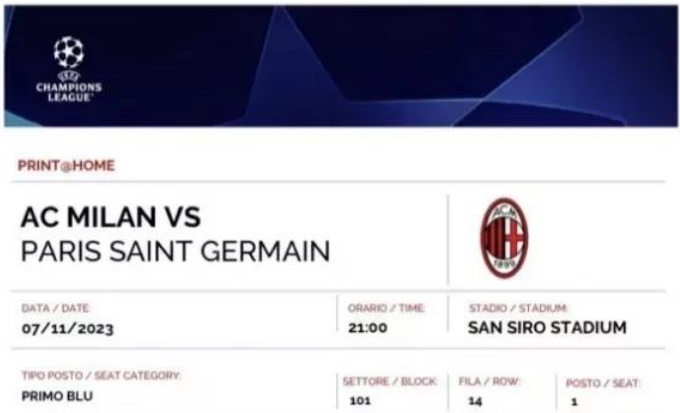 UEFA
CHAMPIONS
LEAGUE
PRINT@HOME
AC MILAN VS
PARIS SAINT GERMAIN
ACM
1899
DATA / DATE:
07/11/2023
ORARIO / TIME:
21:00
STADIO / STADIUM:
SAN SIRO STADIUM
TIPO POSTO / SEAT CATEGORY:
PRIMO BLU
SETTORE / BLOCK:
101
FILA / ROW:
14
POSTO / SEAT:
1